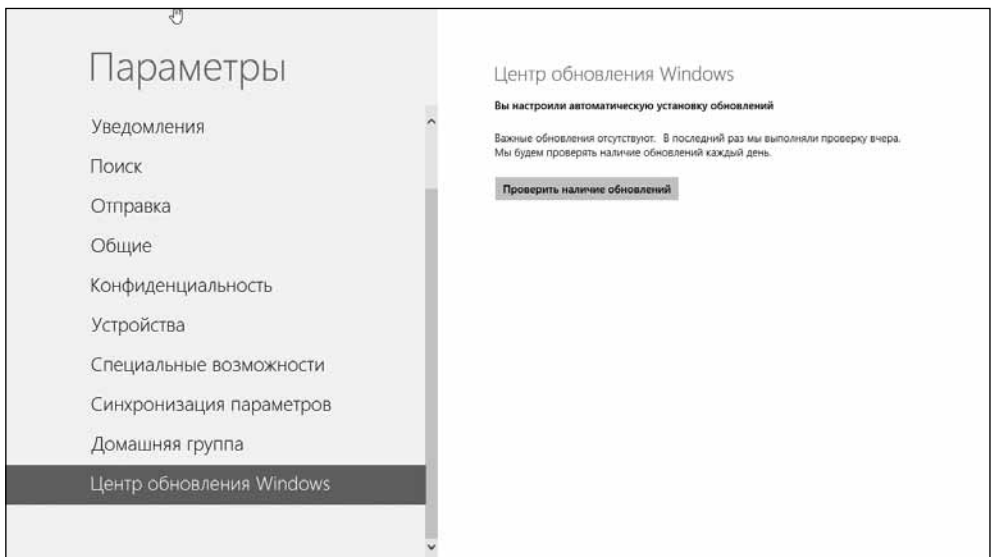 Параметры
Уведомления
Поиск
Отправка
Общие
Конфиденциальность
Устройства
Специальные возможности
Синхронизация параметров
Домашняя группа
Центр обновления Windows
Центр обновления Windows
Вы настроили автоматическую установку обновлений
Важные обновления отсутствуют. В последний раз мы выполняли проверку вчера.
Мы будем проверять наличие обновлений каждый день.
Проверить наличие обновлений